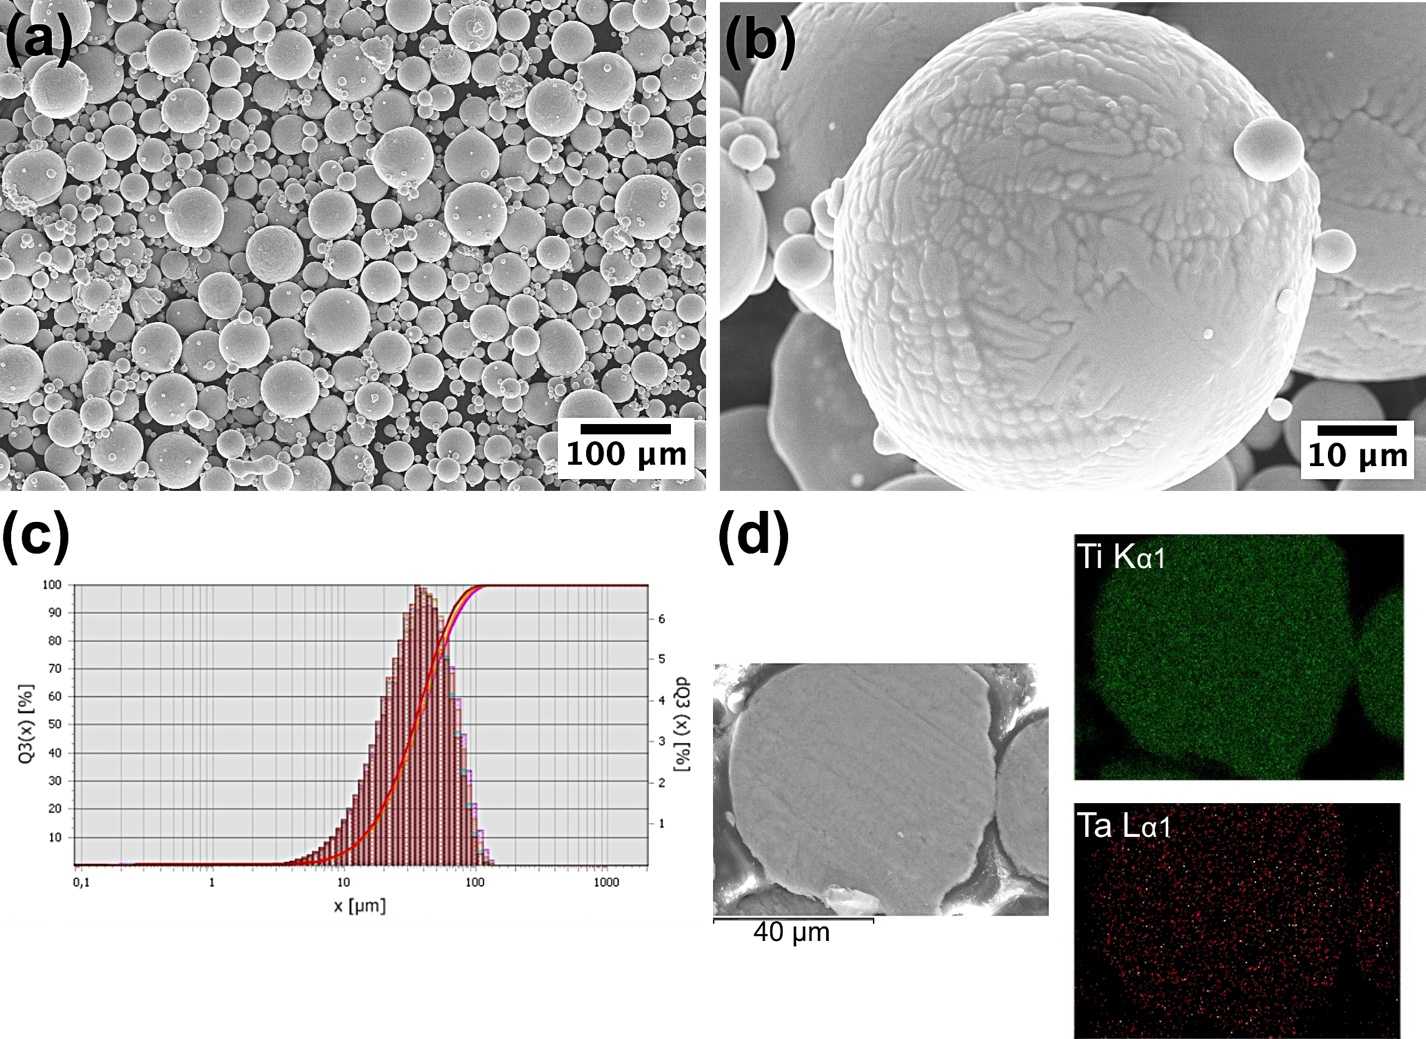 (a)
100 µm
(b)
10 µm
(c)
100
90
80
70
60
50
40
30
20
10
Q3(x) [%]
6
5
4
3
2
1
dQ3 (x) [%]
0,1 1 10 100 1000
x [µm]
(d)
40 µm
Ti Kα1
Ta Lα1